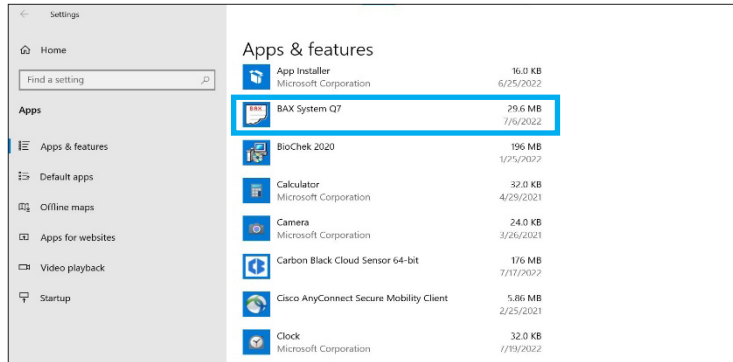 Settings
Home
Find a setting
Apps
Apps & features
Default apps
Offline maps
Apps for websites
Video playback
Startup
Apps & features
App Installer 16.0 KB
Microsoft Corporation 6/25/2022
BAX
BAX System Q7 29.6 MB
7/6/2022
BioChek 2020 196 MB
1/25/2022
Calculator 32.0 KB
Microsoft Corporation 4/29/2021
Camera 24.0 KB
Microsoft Corporation 3/26/2021
Carbon Black Cloud Sensor 64-bit 176 MB
7/17/2022
Cisco AnyConnect Secure Mobility Client 5.86 MB
2/25/2021
Clock 32.0 KB
Microsoft Corporation 7/19/2022